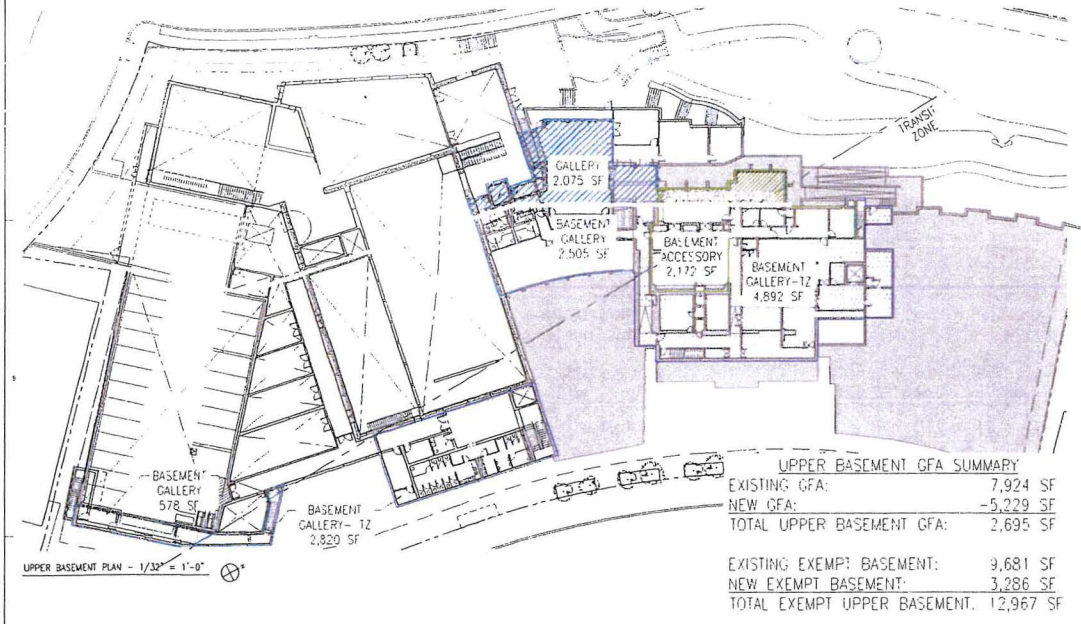 TRANSIT
ZONE
GALLERY
2,075 SF
BASEMENT
GALLERY
2,505 SF
BASEMENT
ACCESSORY
2,172 SF
BASEMENT
GALLERY-TZ
4,892 SF
BASEMENT
GALLERY
578 SF
BASEMENT
GALLERY- TZ
2,820 SF
UPPER BASEMENT PLAN - 1/32" = 1'-0"
UPPER BASEMENT GFA SUMMARY
EXISTING GFA: 7,924 SF
NEW GFA: -5,229 SF
TOTAL UPPER BASEMENT GFA: 2,695 SF
EXISTING EXEMPT BASEMENT: 9,681 SF
NEW EXEMPT BASEMENT: 3,286 SF
TOTAL EXEMPT UPPER BASEMENT. 12,967 SF